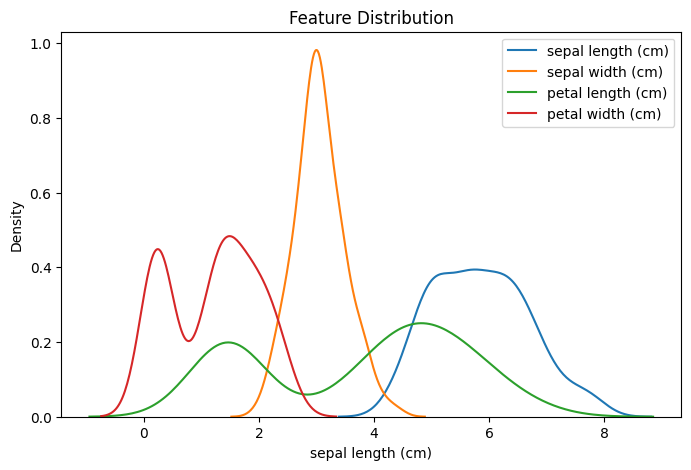 Feature Distribution
sepal length (cm)
sepal width (cm)
petal length (cm)
petal width (cm)
1.0
0.8
0.6
0.4
0.2
0.0
Density
0 2 4 6 8
sepal length (cm)